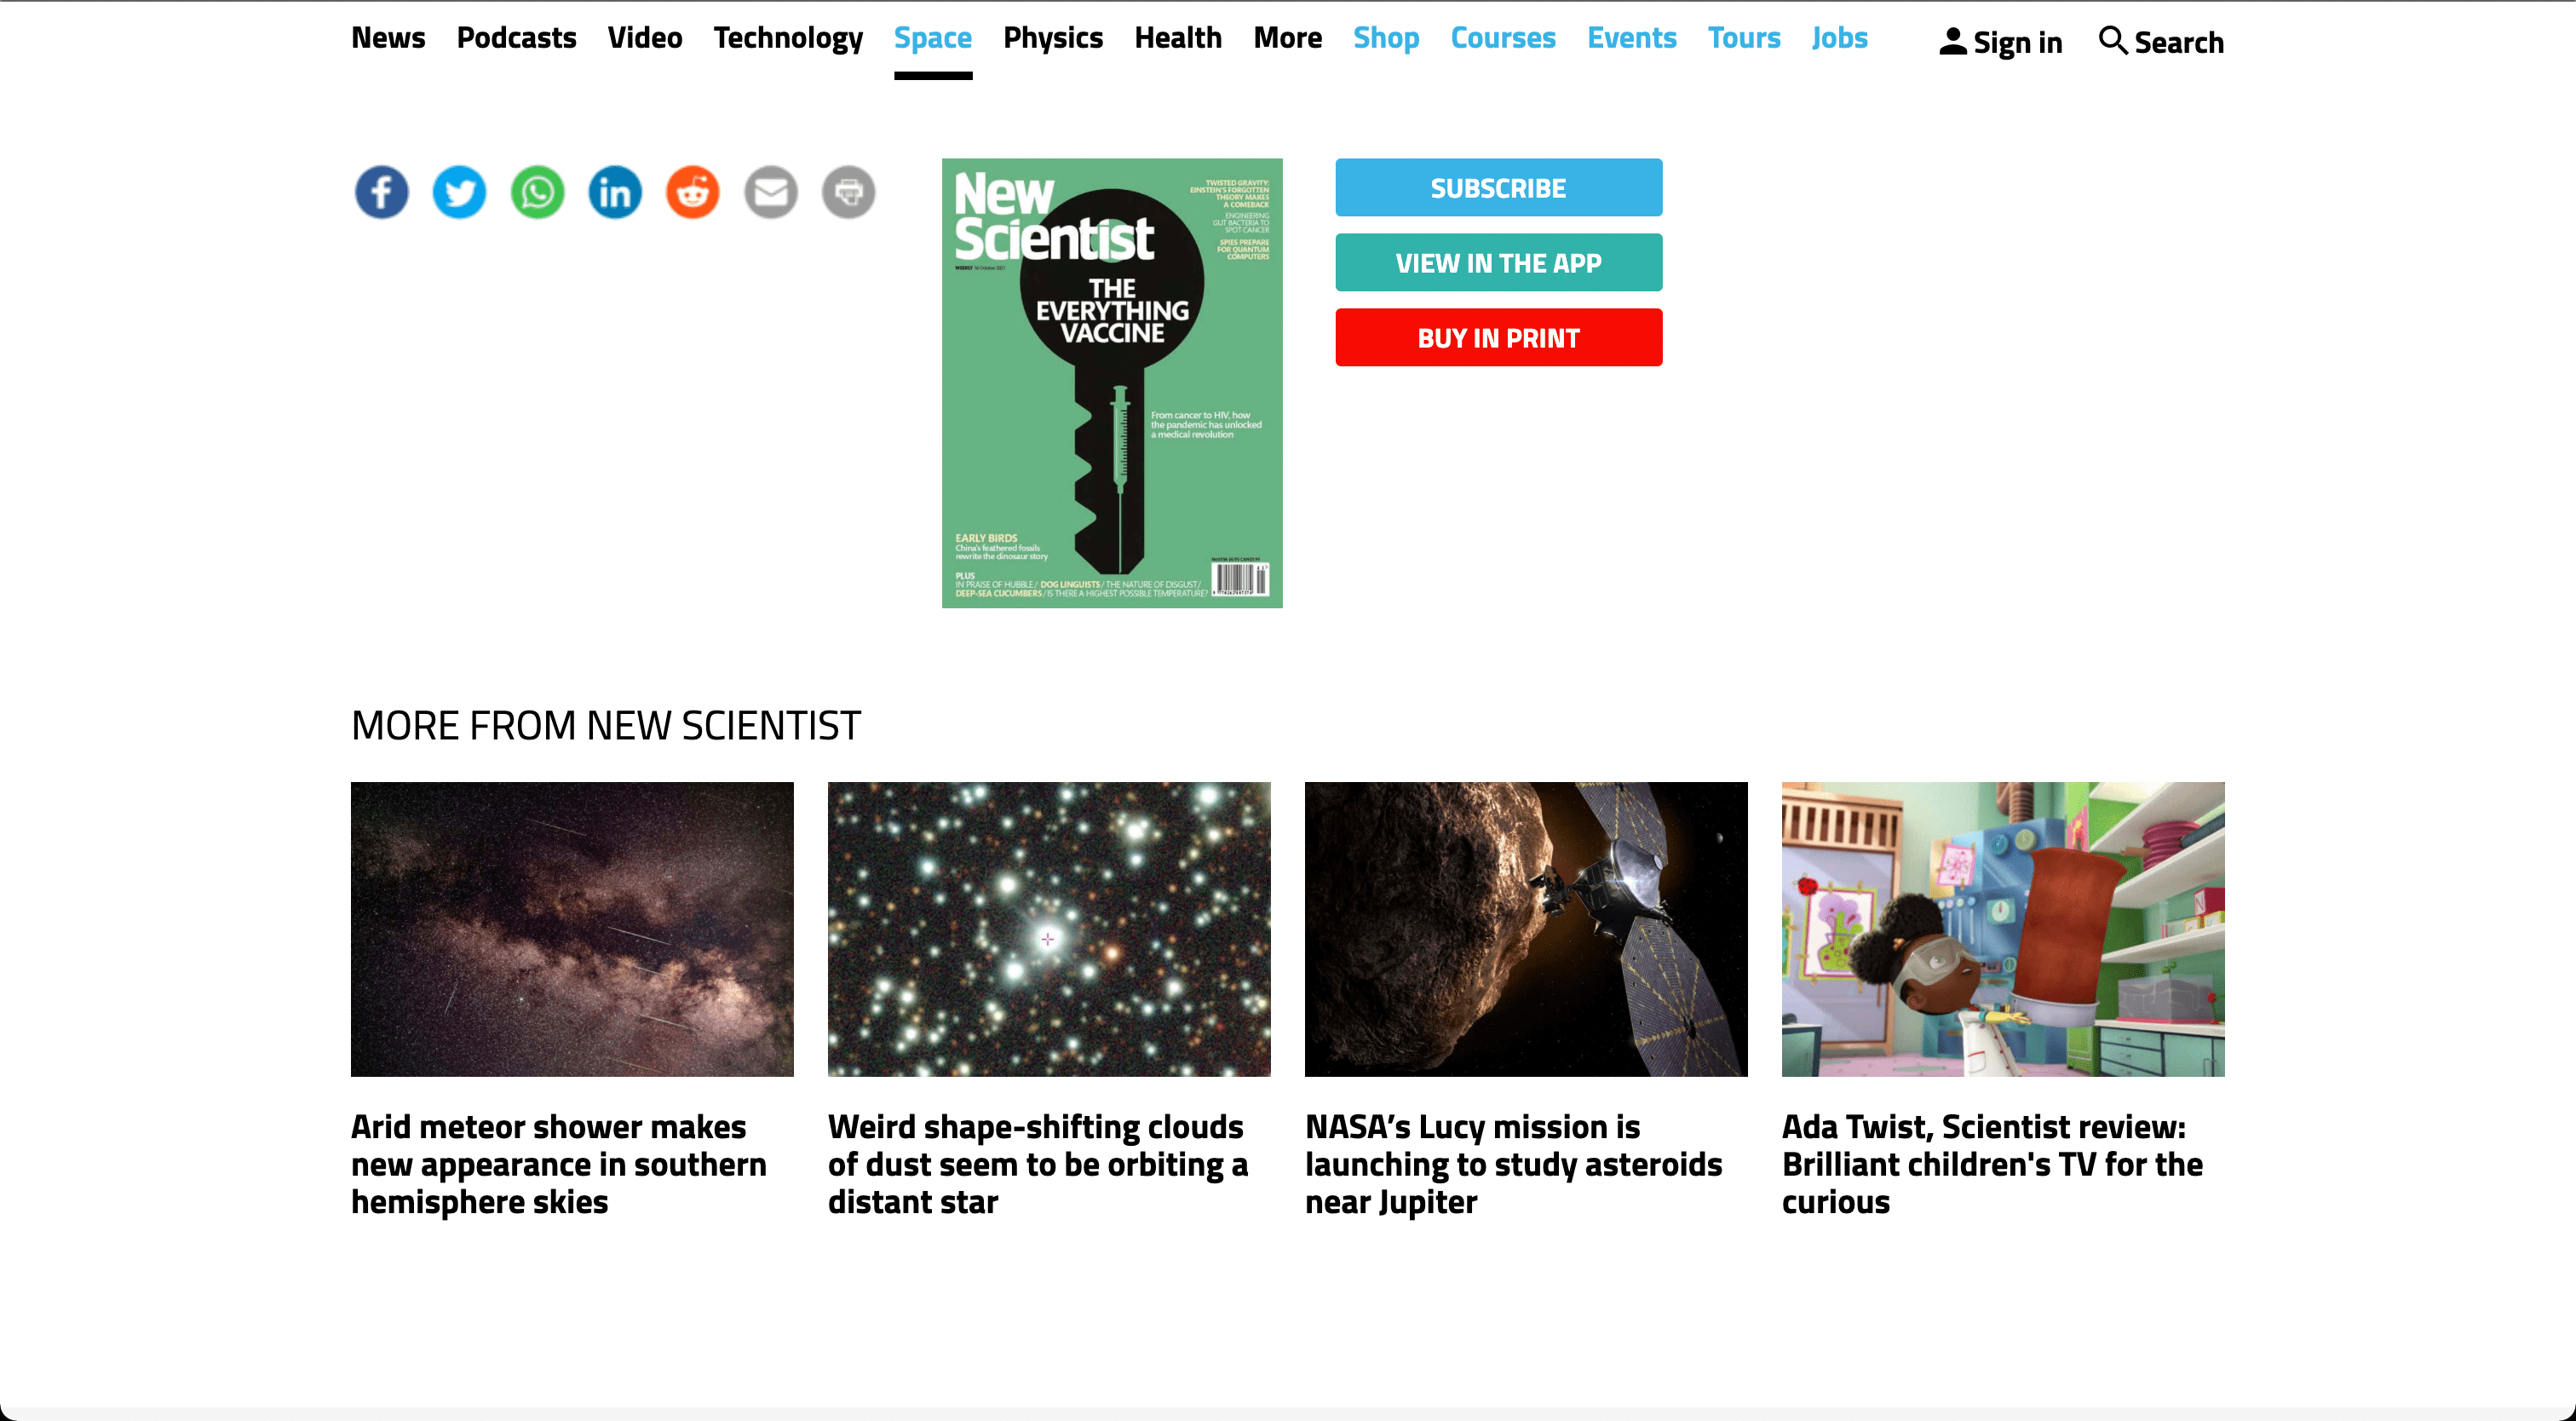 News Podcasts Video Technology Space Physics Health More Shop Courses Events Tours Jobs Sign in Search
New
Scientist
WEEKLY 16 October 2021
TWISTED GRAVITY:
EINSTEIN'S FORGOTTEN
THEORY MAKES
A COMEBACK
ENGINEERING
GUT BACTERIA TO
SPOT CANCER
SPIES PREPARE
FOR QUANTUM
COMPUTERS
THE
EVERYTHING
VACCINE
From cancer to HIV, how
the pandemic has unlocked
a medical revolution
EARLY BIRDS
China's feathered fossils
rewrite the dinosaur story
PLUS
IN PRAISE OF HUBBLE / DOG LINGUISTS / THE NATURE OF DISGUST /
DEEP-SEA CUCUMBERS / IS THERE A HIGHEST POSSIBLE TEMPERATURE?
SUBSCRIBE
VIEW IN THE APP
BUY IN PRINT
MORE FROM NEW SCIENTIST
Arid meteor shower makes
new appearance in southern
hemisphere skies
Weird shape-shifting clouds
of dust seem to be orbiting a
distant star
NASA’s Lucy mission is
launching to study asteroids
near Jupiter
Ada Twist, Scientist review:
Brilliant children's TV for the
curious